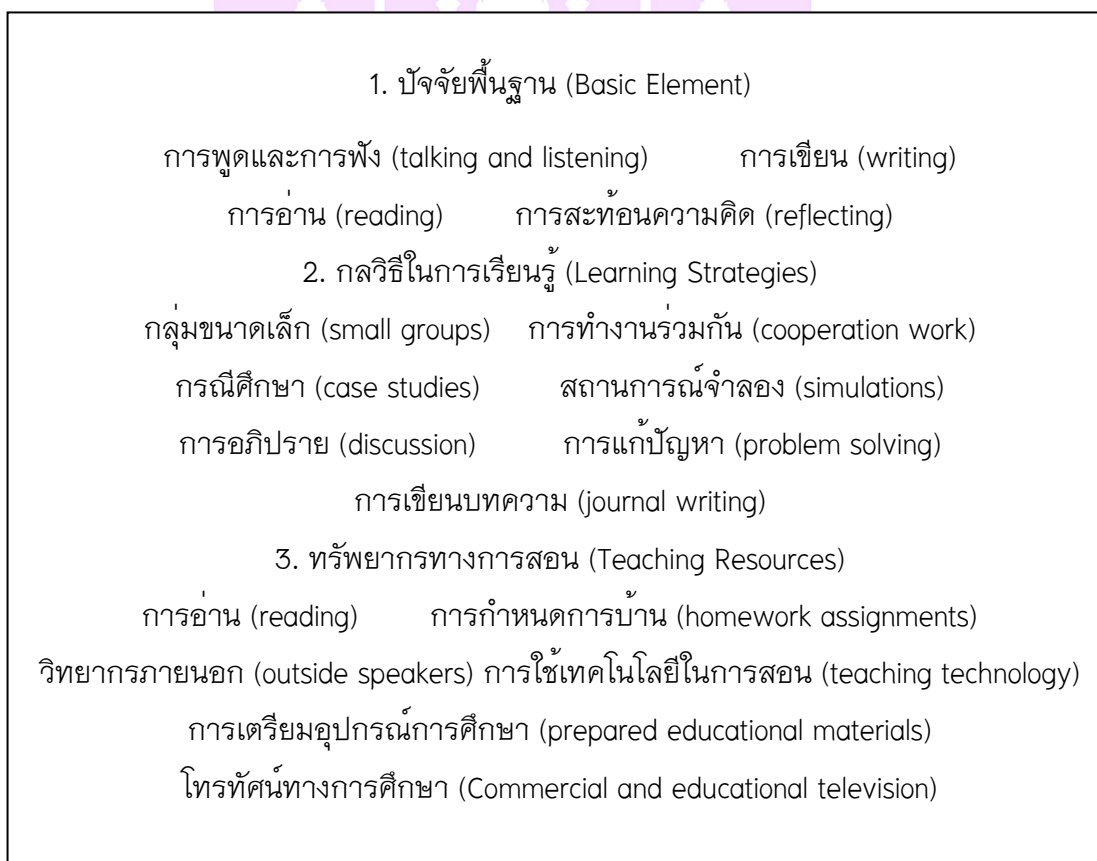 1. ปัจจัยพื้นฐาน (Basic Element)
การพูดและการฟัง (talking and listening) การเขียน (writing)
การอ่าน (reading) การสะท้อนความคิด (reflecting)
2. กลวิธีในการเรียนรู้ (Learning Strategies)
กลุ่มขนาดเล็ก (small groups) การทำงานร่วมกัน (cooperation work)
กรณีศึกษา (case studies) สถานการณ์จำลอง (simulations)
การอภิปราย (discussion) การแก้ปัญหา (problem solving)
การเขียนบทความ (journal writing)
3. ทรัพยากรทางการสอน (Teaching Resources)
การอ่าน (reading) การกำหนดการบ้าน (homework assignments)
วิทยากรภายนอก (outside speakers) การใช้เทคโนโลยีในการสอน (teaching technology)
การเตรียมอุปกรณ์การศึกษา (prepared educational materials)
โทรทัศน์ทางการศึกษา (Commercial and educational television)